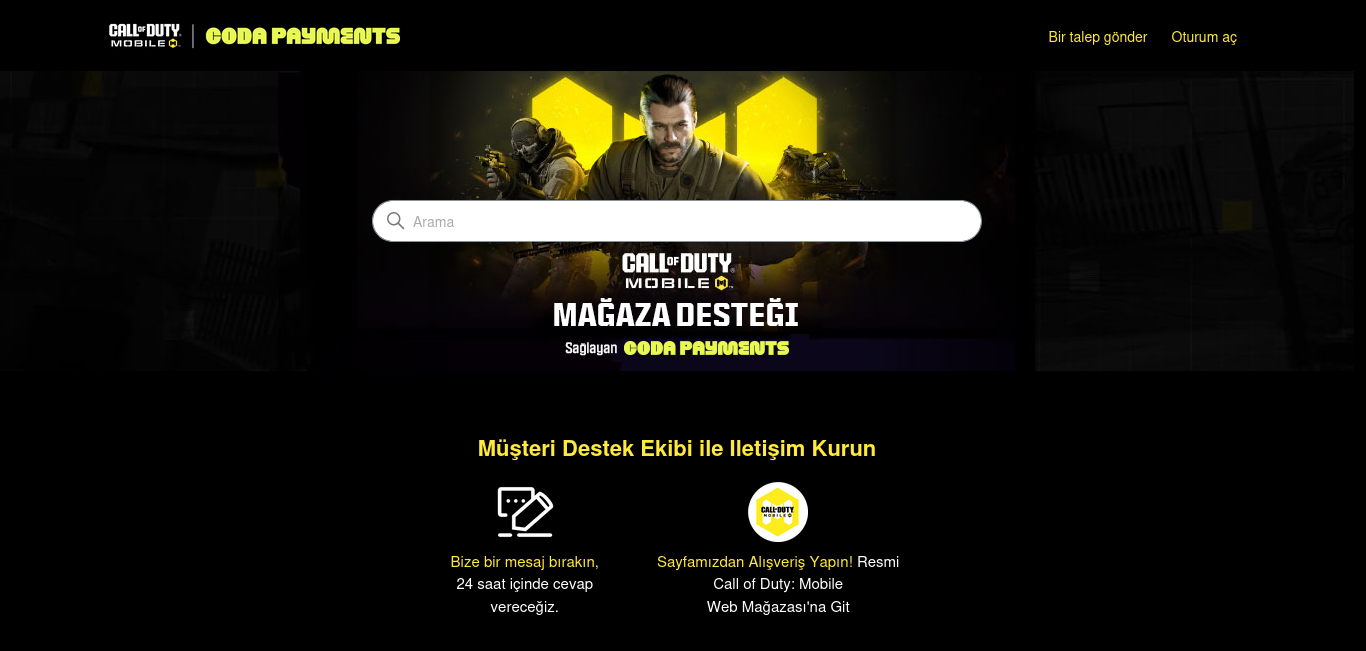 CALL OF DUTY
MOBILE
CODA PAYMENTS
Bir talep gönder
Oturum aç
Arama
CALL OF DUTY
MOBILE
MAĞAZA DESTEĞI
Sağlayan CODA PAYMENTS
Müşteri Destek Ekibi ile Iletişim Kurun
CALL OF DUTY
MOBILE
Bize bir mesaj bırakın,
24 saat içinde cevap
vereceğiz.
Sayfamızdan Alışveriş Yapın! Resmi
Call of Duty: Mobile
Web Mağazası'na Git